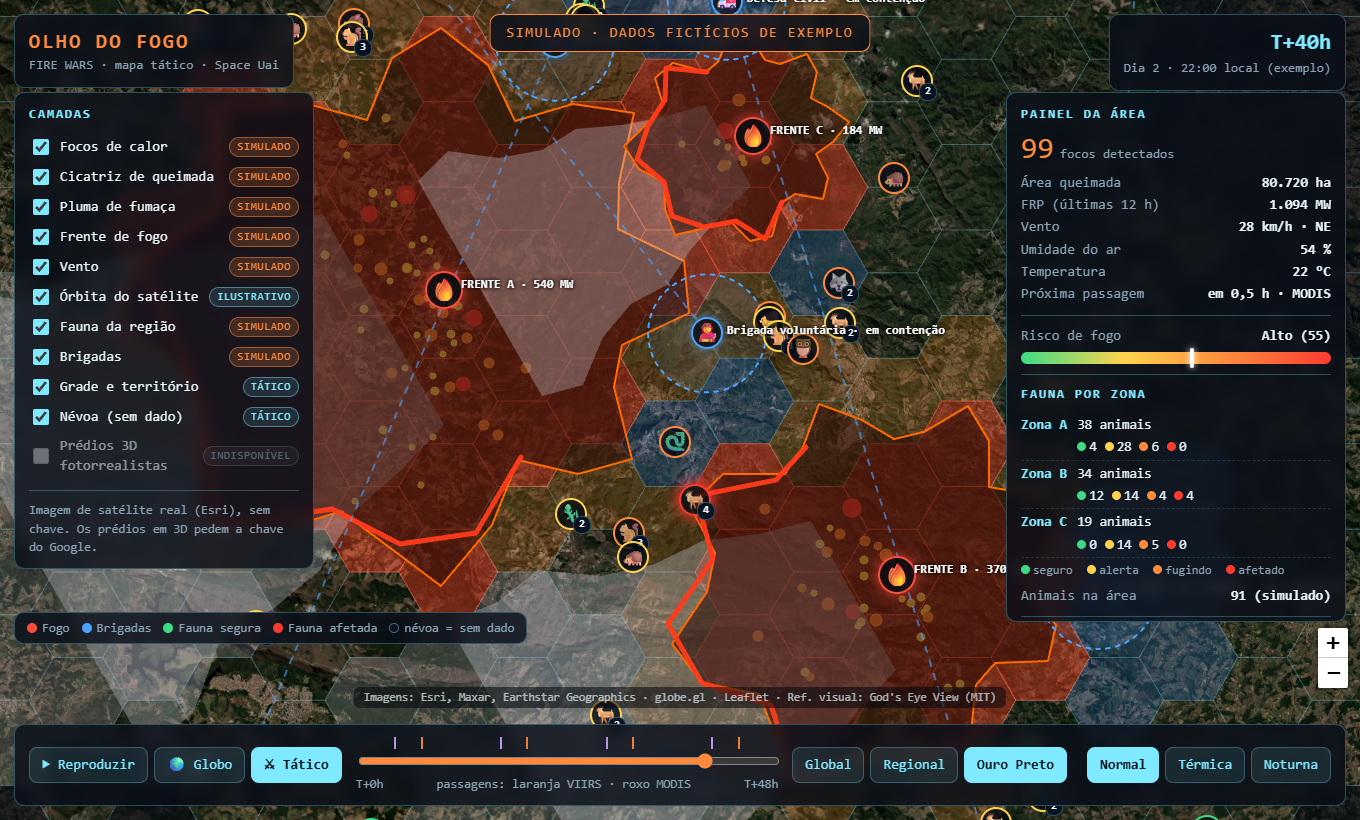 OLHO DO FOGO
FIRE WARS · mapa tático · Space Uai
SIMULADO · DADOS FICTÍCIOS DE EXEMPLO
T+40h
Dia 2 · 22:00 local (exemplo)
CAMADAS
Focos de calor SIMULADO
Cicatriz de queimada SIMULADO
Pluma de fumaça SIMULADO
Frente de fogo SIMULADO
Vento SIMULADO
Órbita do satélite ILUSTRATIVO
Fauna da região SIMULADO
Brigadas SIMULADO
Grade e território TÁTICO
Névoa (sem dado) TÁTICO
Prédios 3D
fotorrealistas INDISPONÍVEL
Imagem de satélite real (Esri), sem
chave. Os prédios em 3D pedem a chave
do Google.
3
2
FRENTE C · 184 MW
FRENTE A · 540 MW
2
Brigada voluntária · em contenção
2
4
2
FRENTE B · 370
PAINEL DA ÁREA
99 focos detectados
Área queimada 80.720 ha
FRP (últimas 12 h) 1.094 MW
Vento 28 km/h · NE
Umidade do ar 54 %
Temperatura 22 ºC
Próxima passagem em 0,5 h · MODIS
Risco de fogo Alto (55)
FAUNA POR ZONA
Zona A 38 animais
4 28 6 0
Zona B 34 animais
12 14 4 4
Zona C 19 animais
0 14 5 0
seguro alerta fugindo afetado
Animais na área 91 (simulado)
Fogo Brigadas Fauna segura Fauna afetada névoa = sem dado
+
−
Imagens: Esri, Maxar, Earthstar Geographics · globe.gl · Leaflet · Ref. visual: God's Eye View (MIT)
Reproduzir Globo Tático
T+0h passagens: laranja VIIRS · roxo MODIS T+48h
Global Regional Ouro Preto Normal Térmica Noturna